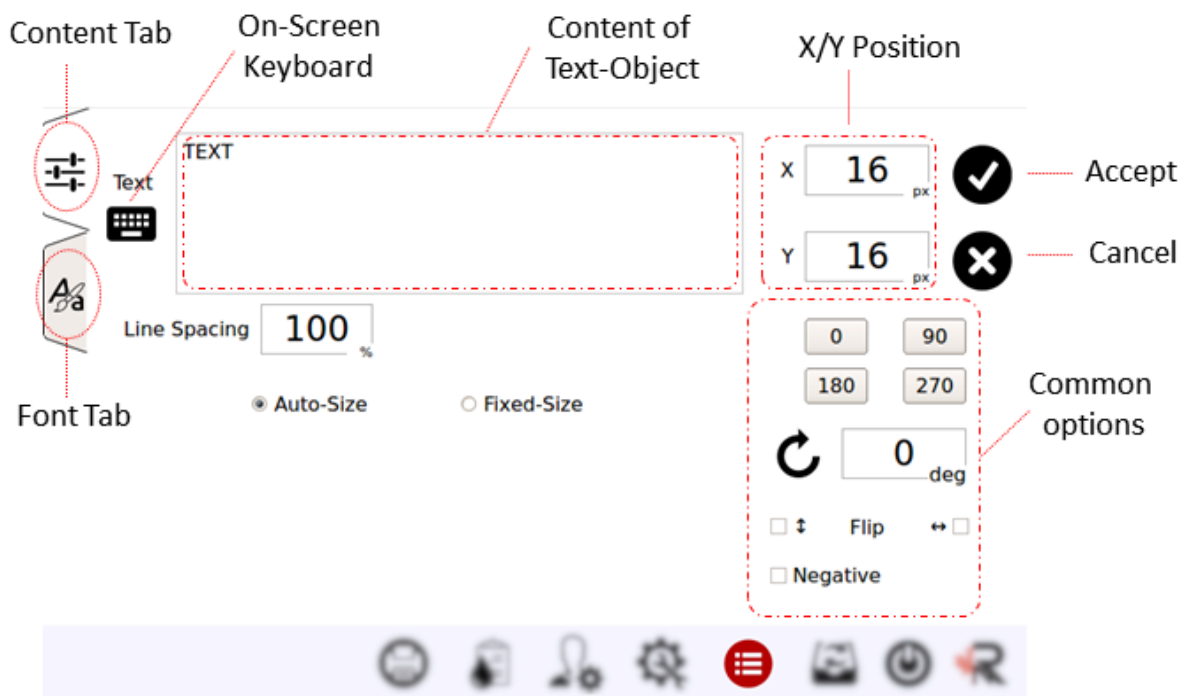 Content Tab
On-Screen
Keyboard
Content of
Text-Object
X/Y Position
TEXT
Text
X 16 px
Accept
Y 16 px
Cancel
Aa
Line Spacing 100 %
0 90
180 270
Common
options
Auto-Size Fixed-Size
Font Tab
0 deg
↕ Flip ↔
Negative
R